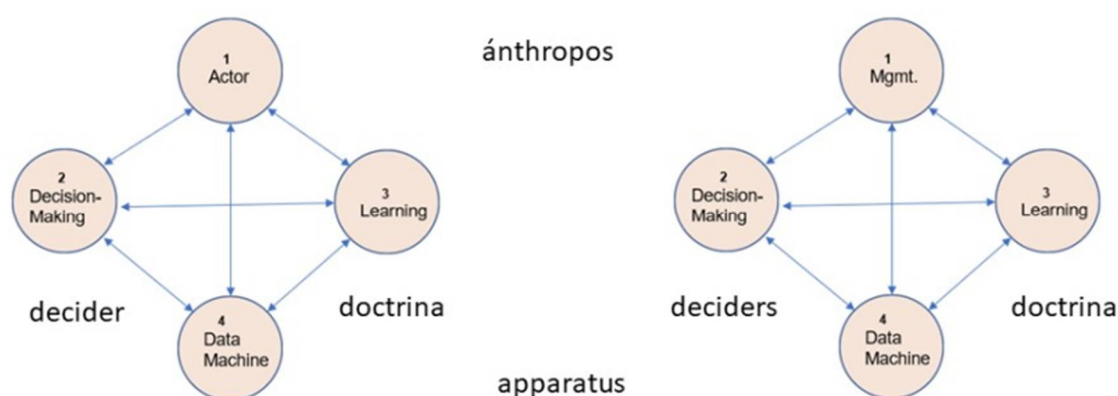 1
Actor
ánthropos
1
Mgmt.
2
Decision-
Making
3
Learning
2
Decision-
Making
3
Learning
decider
doctrina
deciders
doctrina
4
Data
Machine
4
Data
Machine
apparatus